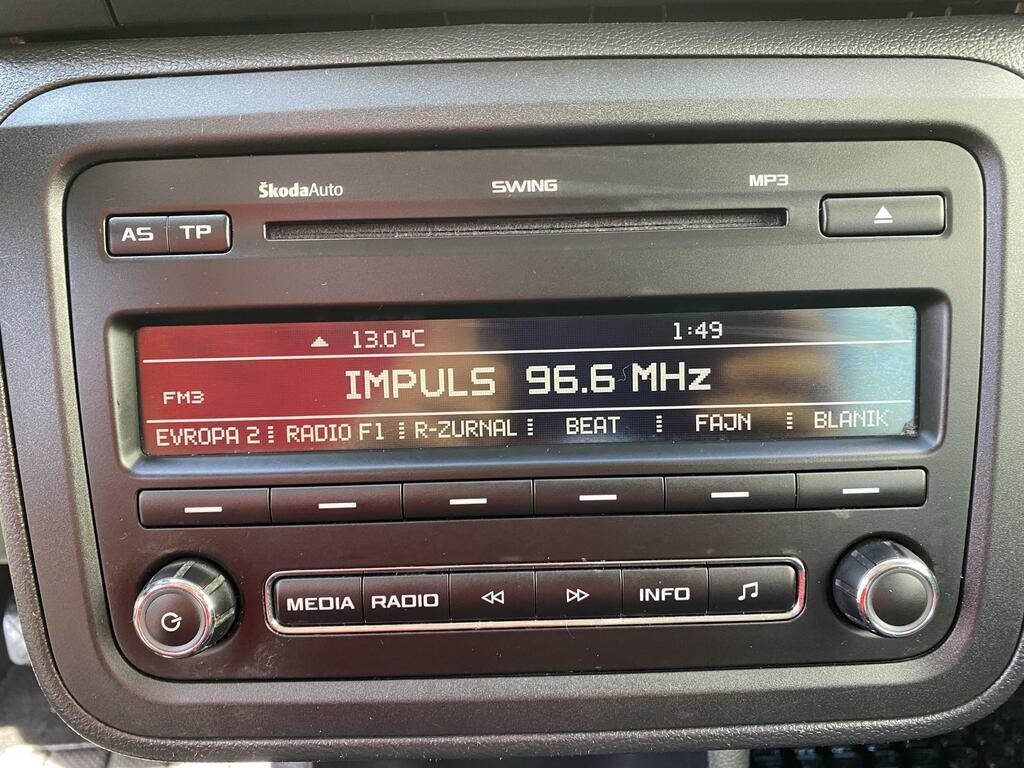 ŠkodaAuto SWING MP3
AS TP
13.0 °C 1:49
FM3 IMPULS 96.6 MHz
EVROPA 2 RADIO F1 R-ZURNAL BEAT FAJN BLANIK
MEDIA RADIO INFO